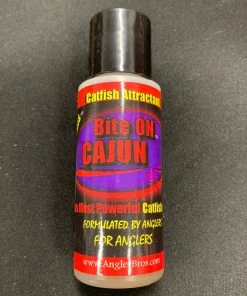 Catfish Attractant
Bite ON
CAJUN
Most Powerful Catfish
FORMULATED BY ANGLERS
FOR ANGLERS
www.AnglerBros.com